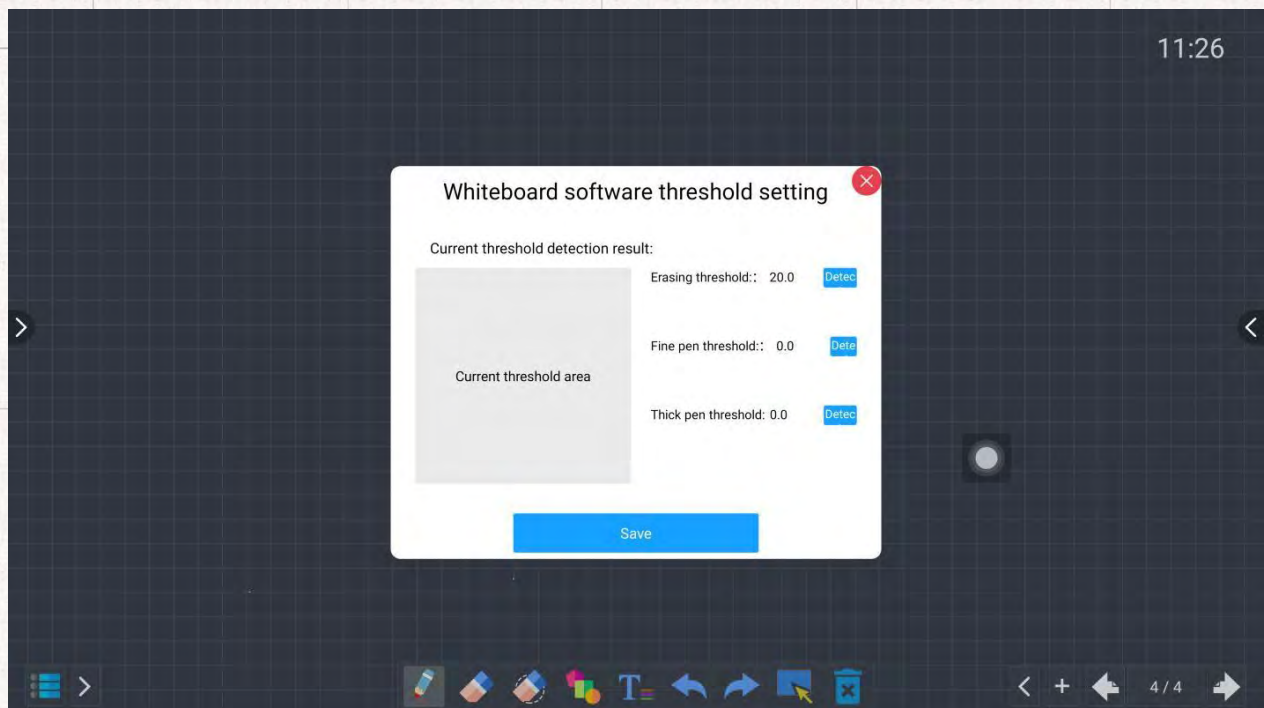 11:26
Whiteboard software threshold setting
Current threshold detection result:
Erasing threshold:: 20.0 Detec
Fine pen threshold:: 0.0 Dete
Current threshold area
Thick pen threshold: 0.0 Detec
Save
T
4/4